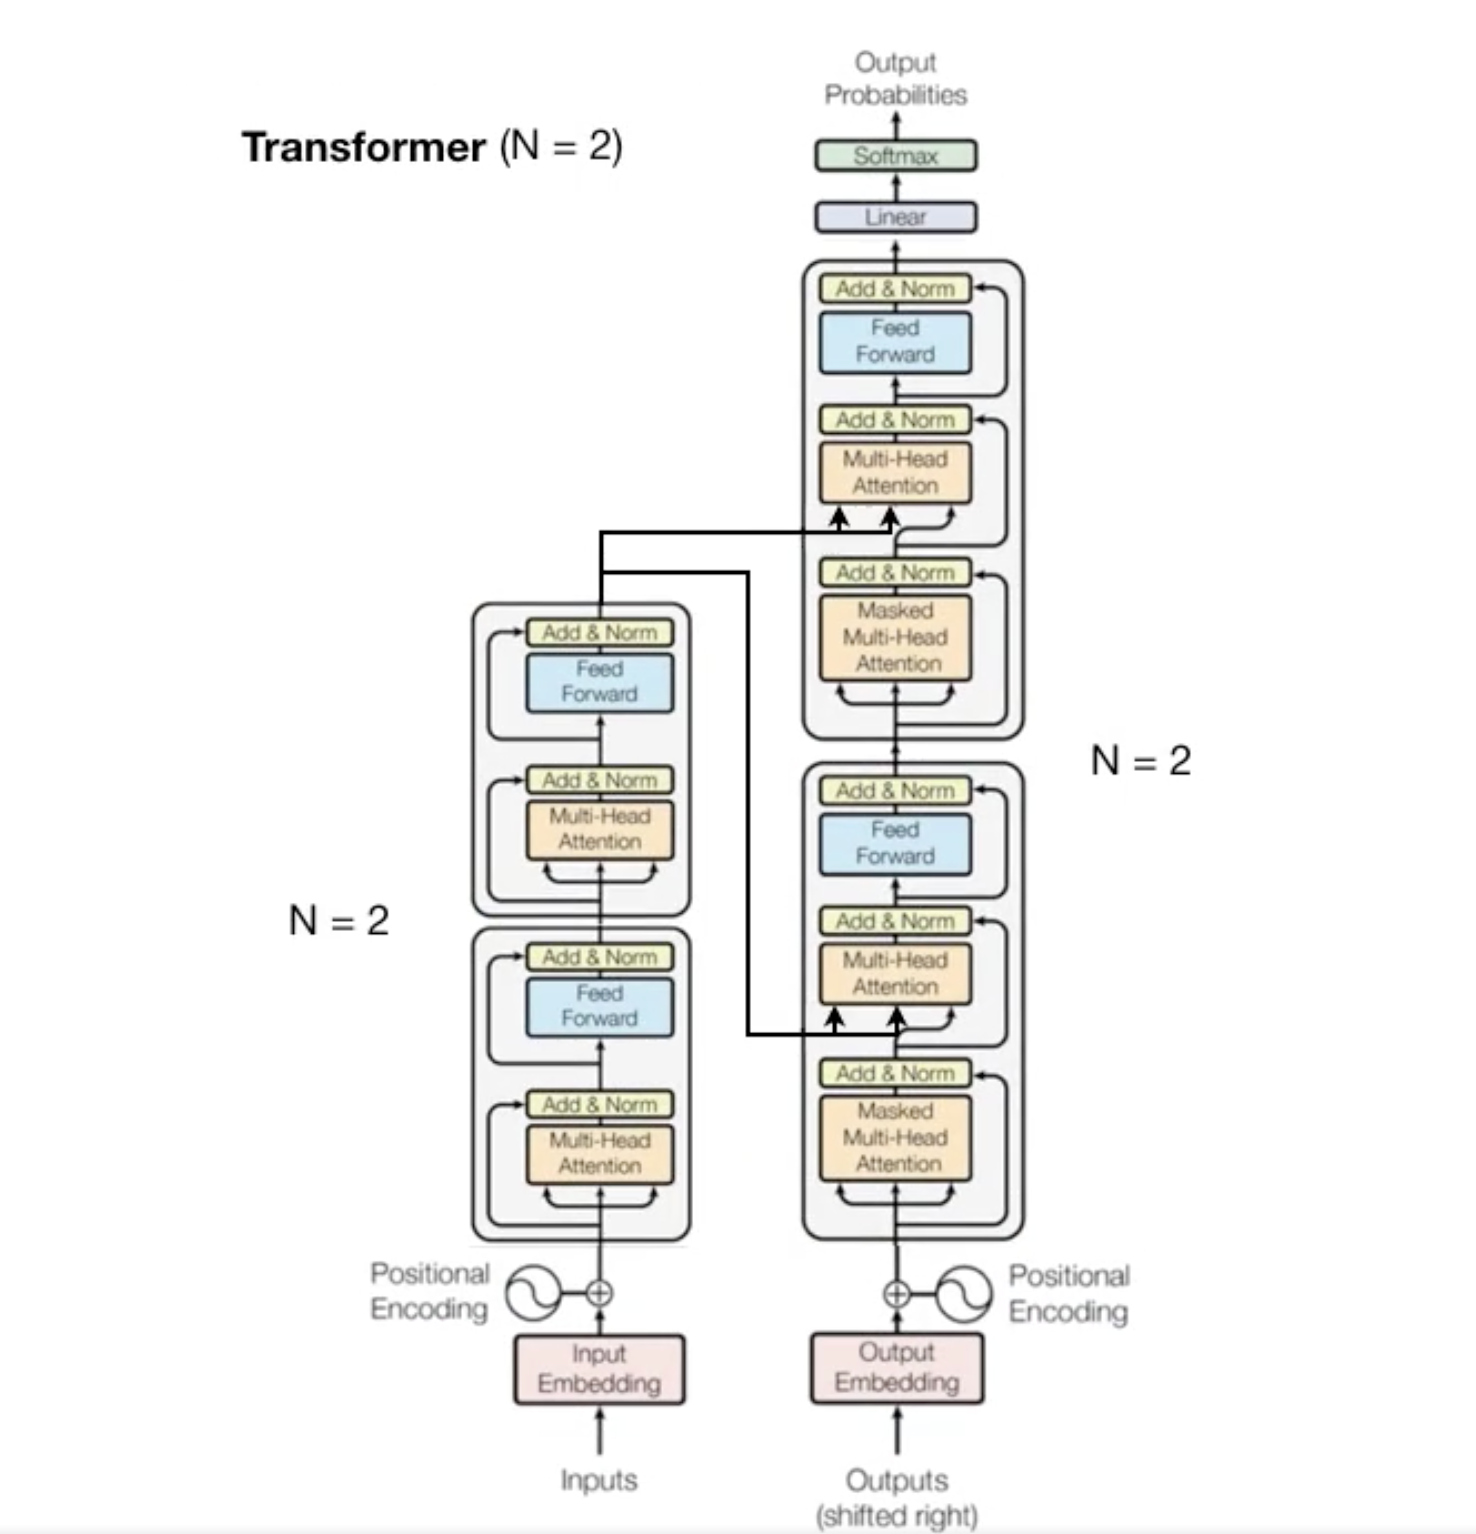 Transformer (N = 2)
Output
Probabilities
Softmax
Linear
Add & Norm
Feed
Forward
Add & Norm
Multi-Head
Attention
Add & Norm
Masked
Multi-Head
Attention
N = 2
Add & Norm
Feed
Forward
Add & Norm
Multi-Head
Attention
Add & Norm
Masked
Multi-Head
Attention
Positional
Encoding
Output
Embedding
Outputs
(shifted right)
Add & Norm
Feed
Forward
Add & Norm
Multi-Head
Attention
N = 2
Add & Norm
Feed
Forward
Add & Norm
Multi-Head
Attention
Positional
Encoding
Input
Embedding
Inputs